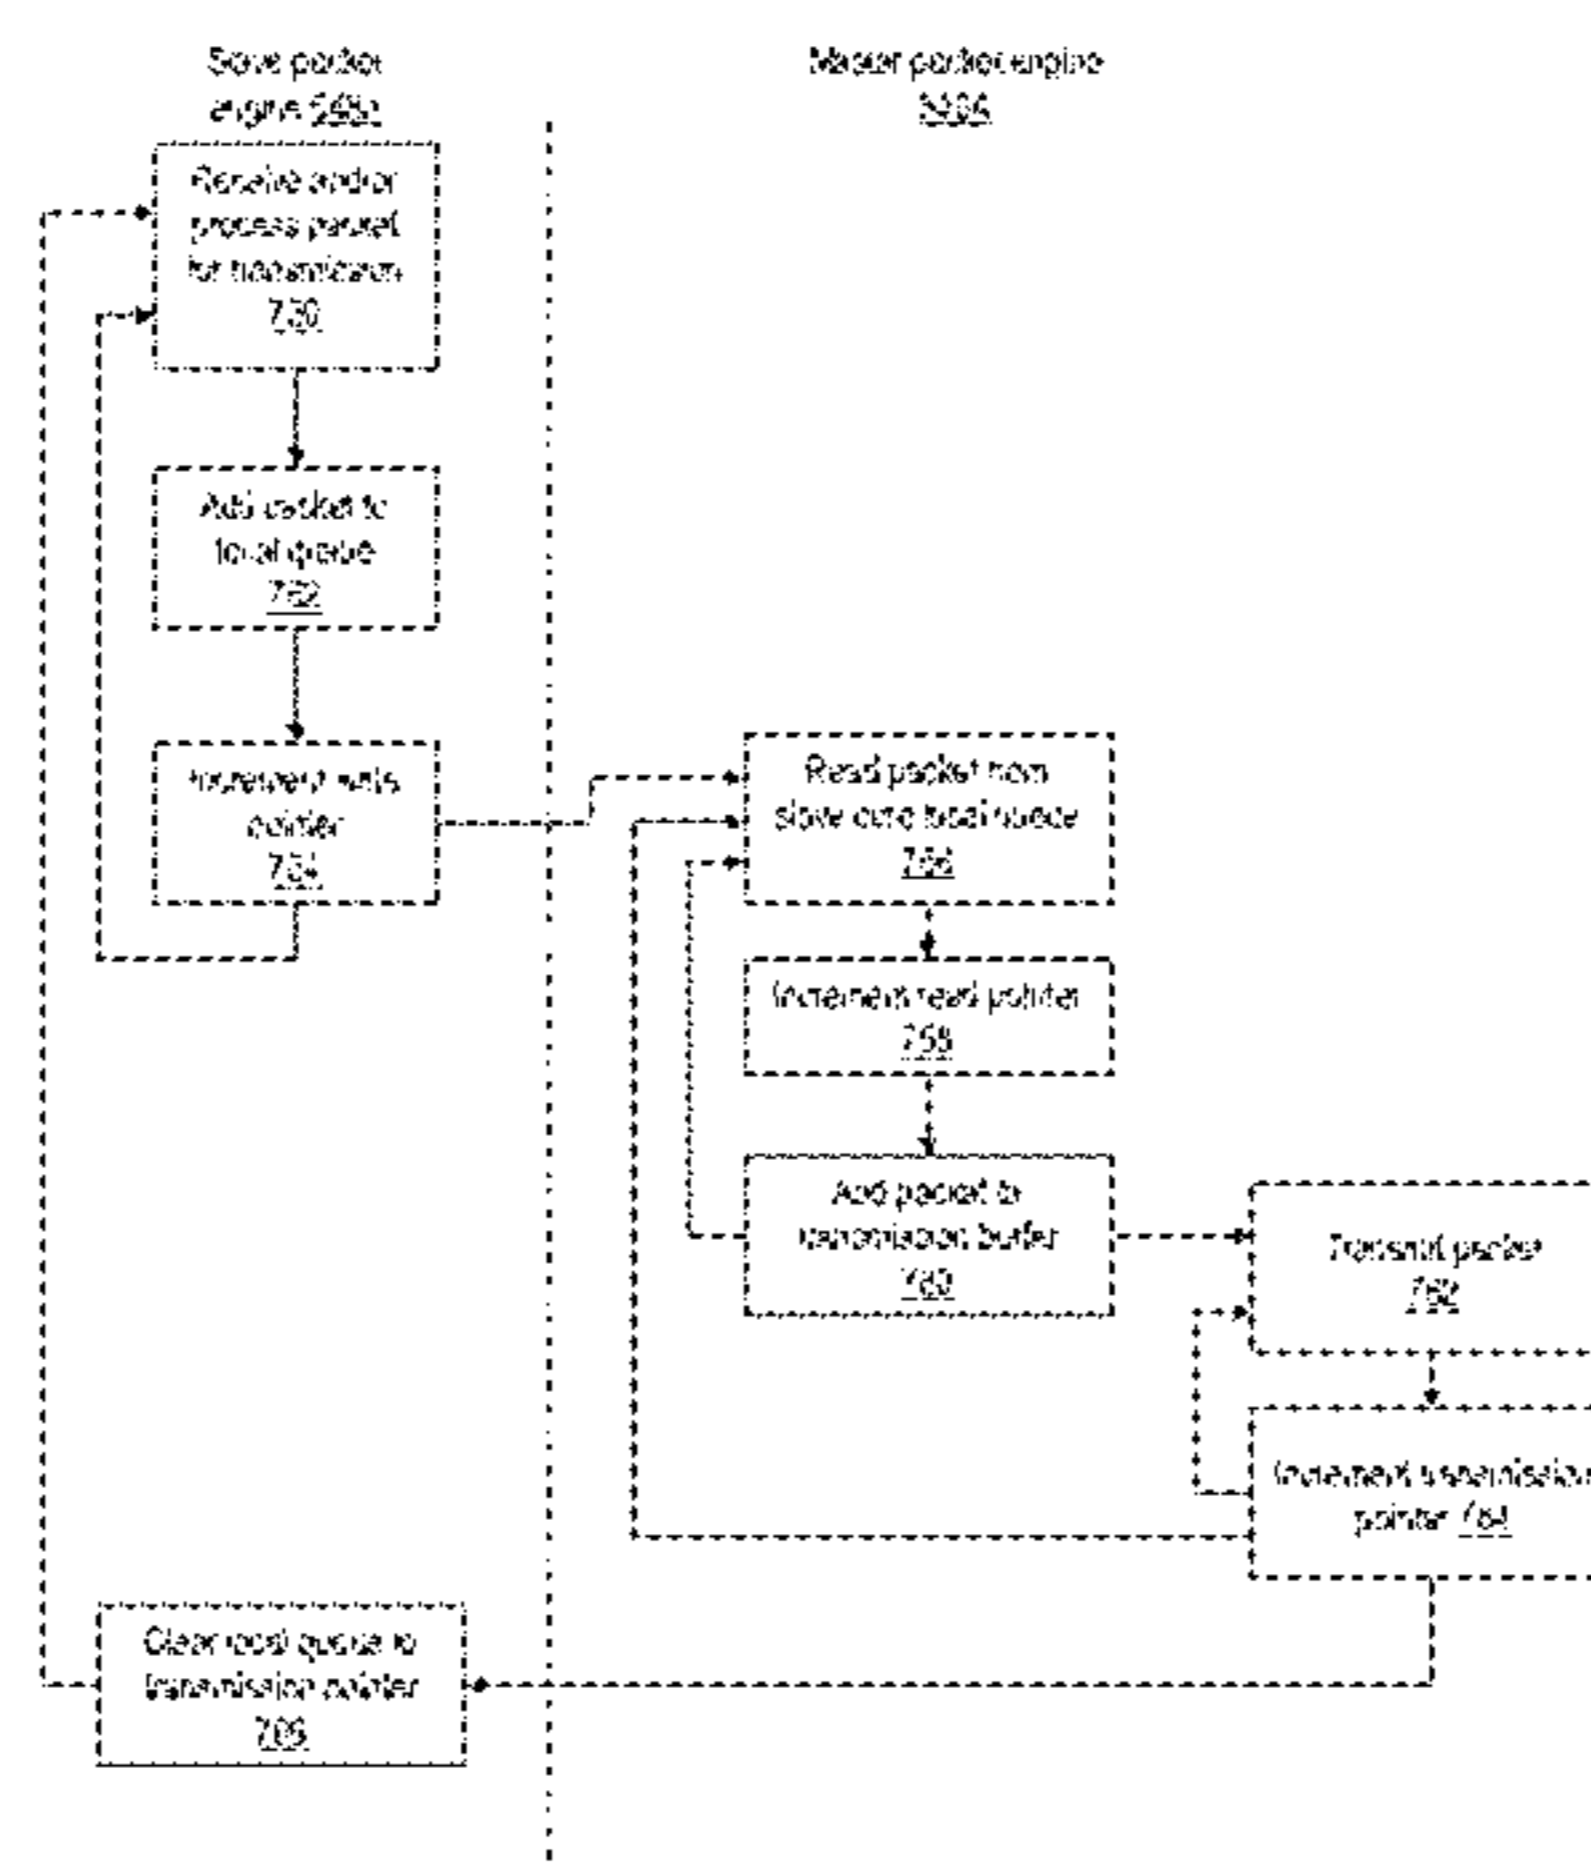 Slave packet
engine
Master packet engine
Receive and/or
process packet
for transmission
750
Add packet to
local queue
752
Increment write
pointer
754
Read packet from
slave core local queue
756
Increment read pointer
758
Add packet to
transmission buffer
760
Transmit packet
762
Increment transmission
pointer 764
Clear local queue to
transmission pointer
766